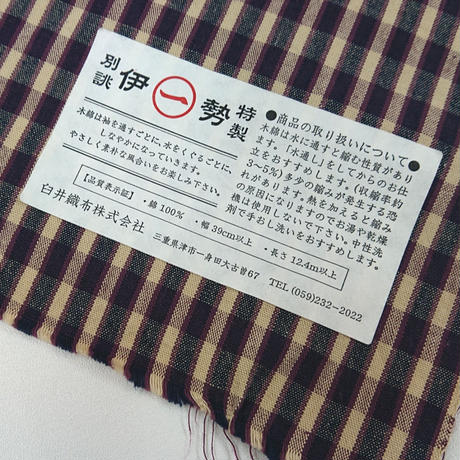 別誂 伊 一 勢 特製
木綿は袖を通すごとに、水をくぐるごとに、
しなやかになっていきます。
やさしく素朴な風合いをお楽しみ下さい。
【品質表示証】 ・綿 100% ・幅 39cm以上 ・長さ 12.4m以上
臼井織布株式会社
三重県津市一身田大古曽67 TEL (059)232-2022
●商品の取り扱いについて●
木綿は水に通すと縮む性質があり
ます。「水通し」をしてからのお仕
立をおすすめします。(収縮率約
3〜5%)多少の縮みが発生する恐
れがあります。熱を加えると縮み
の原因になりますのでお湯や乾燥
機は使用しないで下さい。中性洗
剤で手おし洗いをおすすめします。